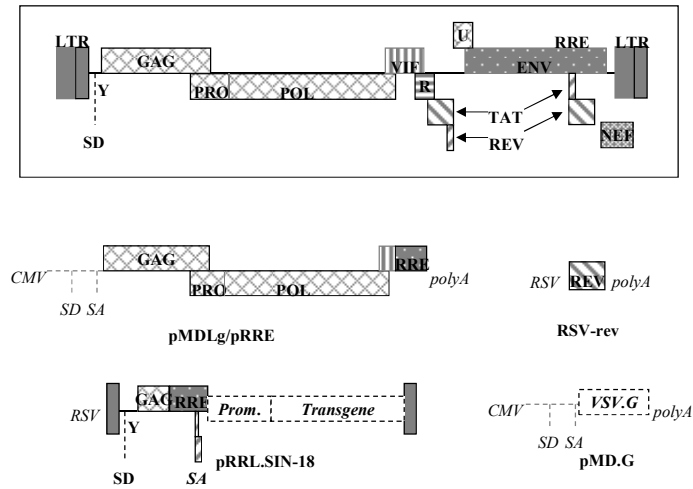 U RRE
LTR GAG VIF ENV LTR
Y PRO POL R
TAT
SD REV NEF
GAG
CMV RRE polyA RSV REV polyA
PRO POL
SD SA
pMDLg/pRRE RSV-rev
RSV GAG RRE Prom. Transgene CMV VSV.G polyA
Y
SD SA
pRRL.SIN-18 pMD.G
SD SA